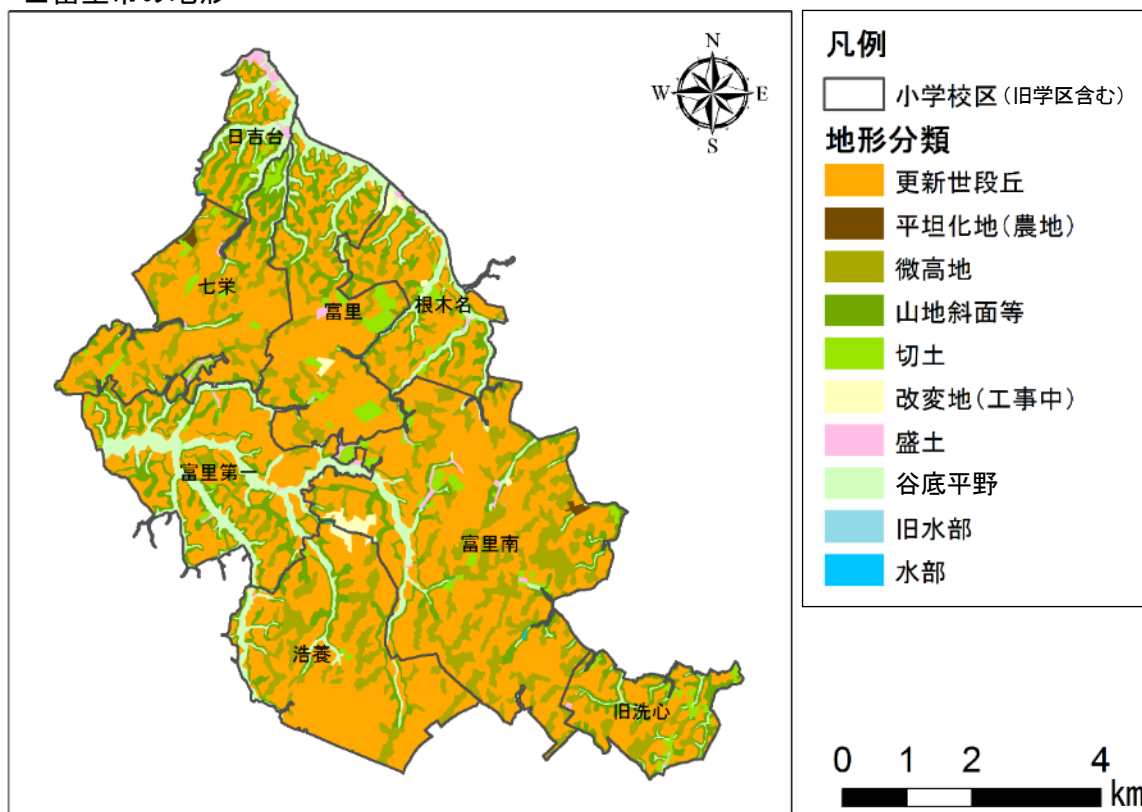 凡例
小学校区(旧学区含む)
地形分類
更新世段丘
平坦化地(農地)
微高地
山地斜面等
切土
改変地(工事中)
盛土
谷底平野
旧水部
水部
N
W
E
S
日吉台
七栄
富里
根木名
富里第一
富里南
浩養
旧洗心
0 1 2 4
km